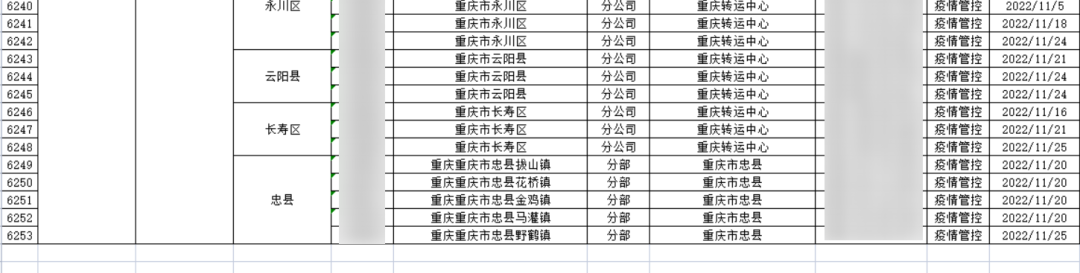 6240 永川区 重庆市永川区 分公司 重庆转运中心 疫情管控 2022/11/5
6241 重庆市永川区 分公司 重庆转运中心 疫情管控 2022/11/18
6242 重庆市永川区 分公司 重庆转运中心 疫情管控 2022/11/24
6243 重庆市云阳县 分公司 重庆转运中心 疫情管控 2022/11/21
6244 云阳县 重庆市云阳县 分公司 重庆转运中心 疫情管控 2022/11/24
6245 重庆市云阳县 分公司 重庆转运中心 疫情管控 2022/11/24
6246 重庆市长寿区 分公司 重庆转运中心 疫情管控 2022/11/16
6247 长寿区 重庆市长寿区 分公司 重庆转运中心 疫情管控 2022/11/21
6248 重庆市长寿区 分公司 重庆转运中心 疫情管控 2022/11/25
6249 重庆重庆市忠县拔山镇 分部 重庆市忠县 疫情管控 2022/11/20
6250 重庆重庆市忠县花桥镇 分部 重庆市忠县 疫情管控 2022/11/20
6251 忠县 重庆重庆市忠县金鸡镇 分部 重庆市忠县 疫情管控 2022/11/20
6252 重庆重庆市忠县马灌镇 分部 重庆市忠县 疫情管控 2022/11/20
6253 重庆重庆市忠县野鹤镇 分部 重庆市忠县 疫情管控 2022/11/25